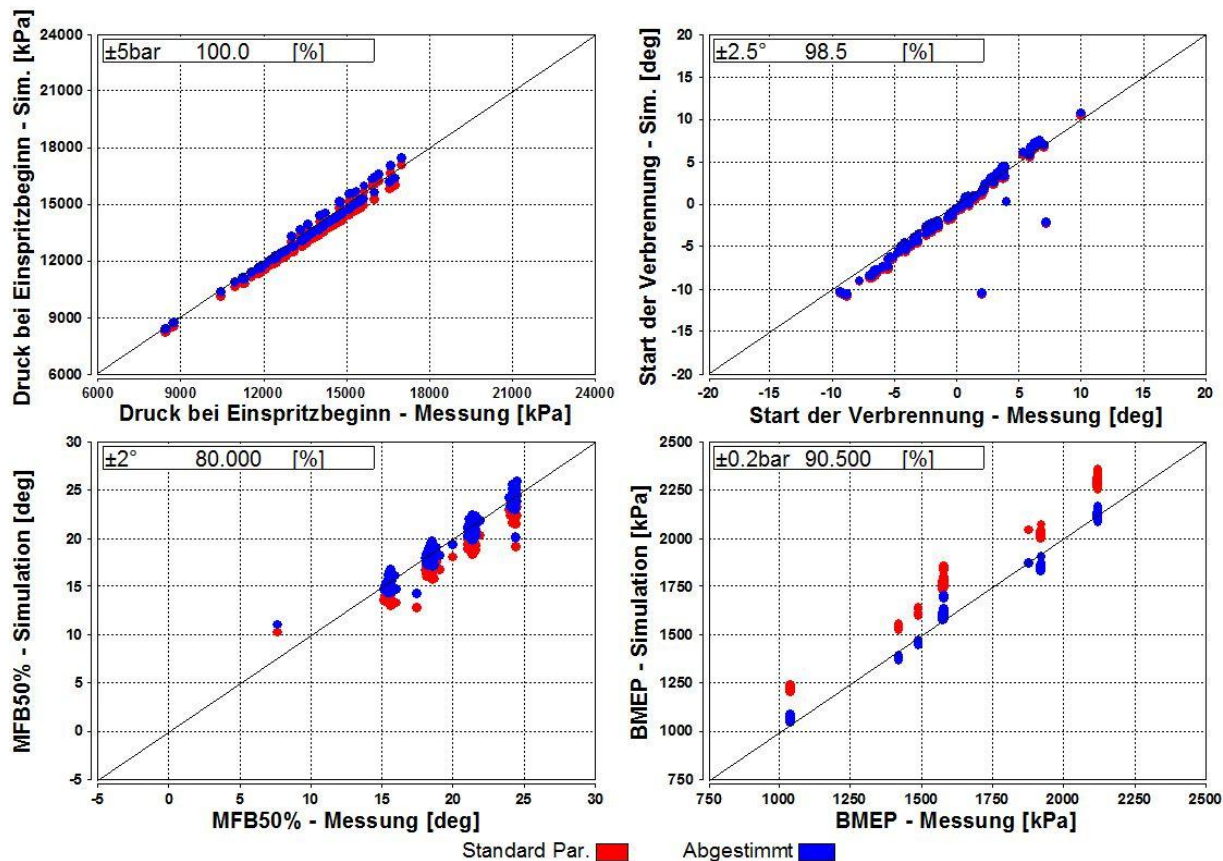 ±5bar 100.0 [%]
24000
21000
18000
15000
12000
9000
6000
Druck bei Einspritzbeginn - Sim. [kPa]
6000 9000 12000 15000 18000 21000 24000
Druck bei Einspritzbeginn - Messung [kPa]
±2.5° 98.5 [%]
20
15
10
5
0
-5
-10
-15
-20
Start der Verbrennung - Sim. [deg]
-20 -15 -10 -5 0 5 10 15 20
Start der Verbrennung - Messung [deg]
±2° 80.000 [%]
30
25
20
15
10
5
0
-5
MFB50% - Simulation [deg]
-5 0 5 10 15 20 25 30
MFB50% - Messung [deg]
±0.2bar 90.500 [%]
2500
2250
2000
1750
1500
1250
1000
750
BMEP - Simulation [kPa]
750 1000 1250 1500 1750 2000 2250 2500
BMEP - Messung [kPa]
Standard Par. Abgestimmt